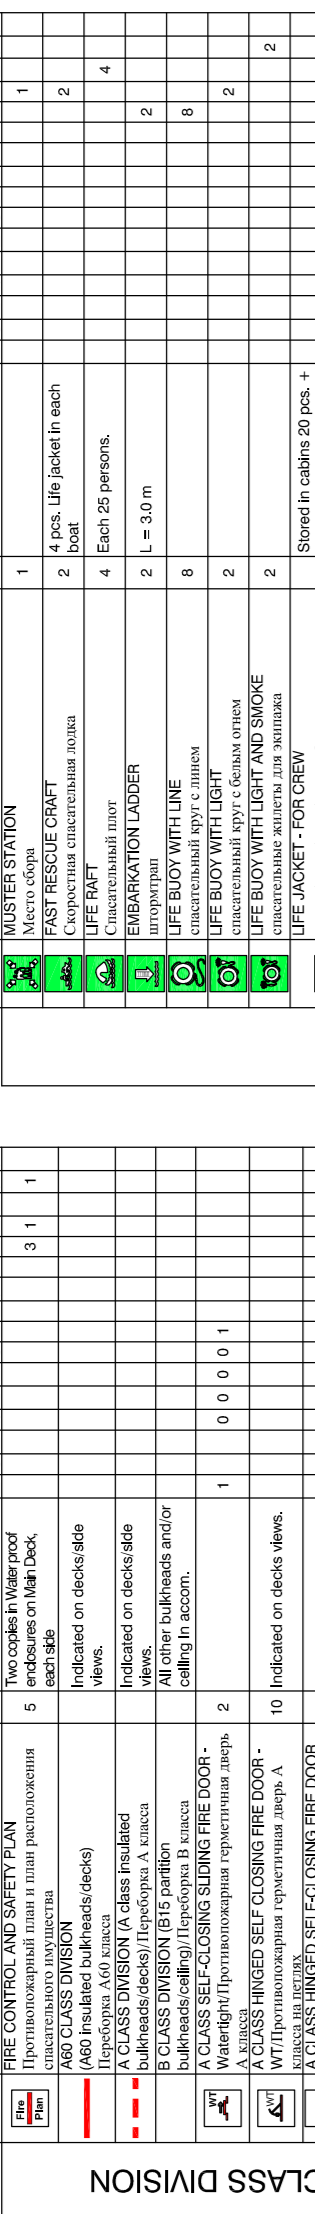 CLASS DIVISION
Fire
Plan
FIRE CONTROL AND SAFETY PLAN
Противопожарный план и план расположения
спасательного имущества
5
Two copies in Water proof
enclosures on Main Deck,
each side
3 1 1
A60 CLASS DIVISION
(A60 insulated bulkheads/decks)
Переборка А60 класса
Indicated on decks/side
views.
A CLASS DIVISION (A class insulated
bulkheads/decks)/Переборка А класса
Indicated on decks/side
views.
B CLASS DIVISION (B15 partition
bulkheads/ceiling)/Переборка В класса
All other bulkheads and/or
ceiling in accom.
WT
A CLASS SELF-CLOSING SLIDING FIRE DOOR -
Watertight/Противопожарная герметичная дверь
А класса
2
1 0 0 0 0 1
WT
A CLASS HINGED SELF CLOSING FIRE DOOR -
WT/Противопожарная герметичная дверь А
класса на петлях
10
Indicated on decks views.
A CLASS HINGED SELF-CLOSING FIRE DOOR
MUSTER STATION
Место сбора
1
1
FAST RESCUE CRAFT
Скоростная спасательная лодка
2
4 pcs. Life jacket in each
boat
2
LIFE RAFT
Спасательный плот
4
Each 25 persons.
4
EMBARKATION LADDER
штормтрап
2
L = 3.0 m
2
LIFE BUOY WITH LINE
спасательный круг с линем
8
8
LIFE BUOY WITH LIGHT
спасательный круг с белым огнем
2
2
LIFE BUOY WITH LIGHT AND SMOKE
спасательные жилеты для экипажа
2
2
LIFE JACKET - FOR CREW
Stored in cabins 20 pcs. +